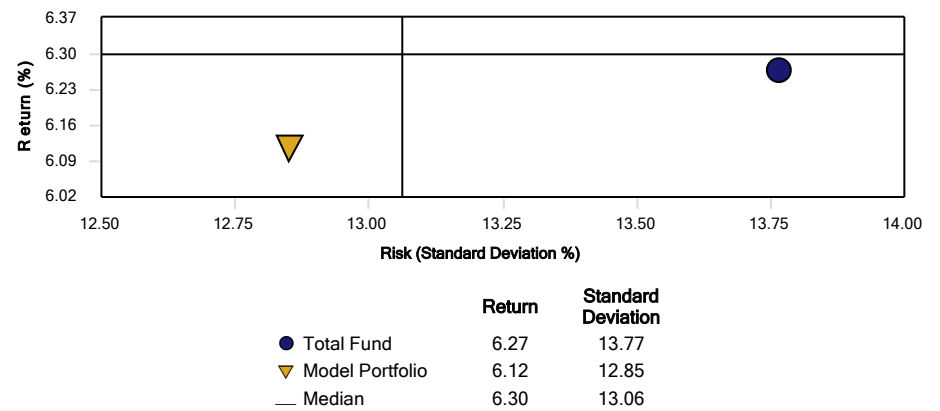 6.37
6.30
6.23
6.16
6.09
6.02
Return (%)
12.50 12.75 13.00 13.25 13.50 13.75 14.00
Risk (Standard Deviation %)
Return Standard Deviation
Total Fund 6.27 13.77
Model Portfolio 6.12 12.85
Median 6.30 13.06